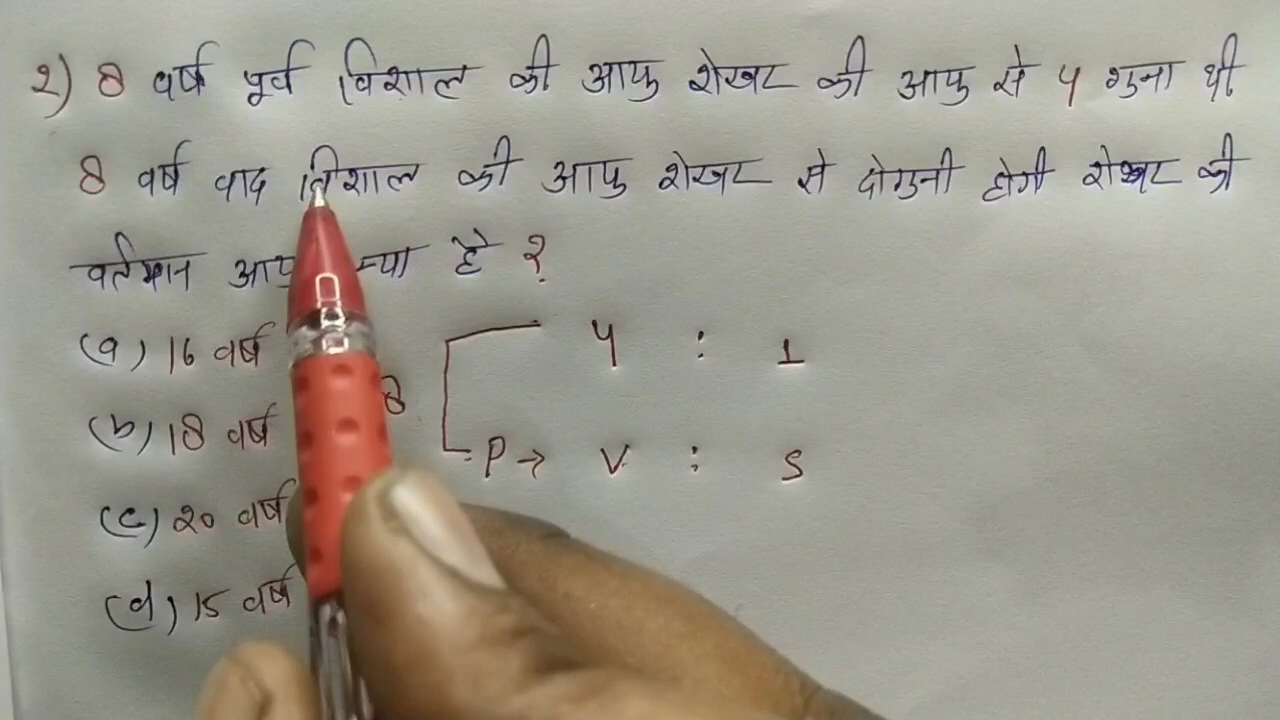 2) 8 वर्ष पूर्व विशाल की आयु शेखर की आयु से 4 गुना थी
8 वर्ष वाद विशाल की आयु शेखर से दोगुनी होगी शेखर की
वर्तमान आयु क्या है ?
(a) 16 वर्ष
(b) 18 वर्ष
(c) 20 वर्ष
(d) 15 वर्ष
4 : 1
8
P → V : S